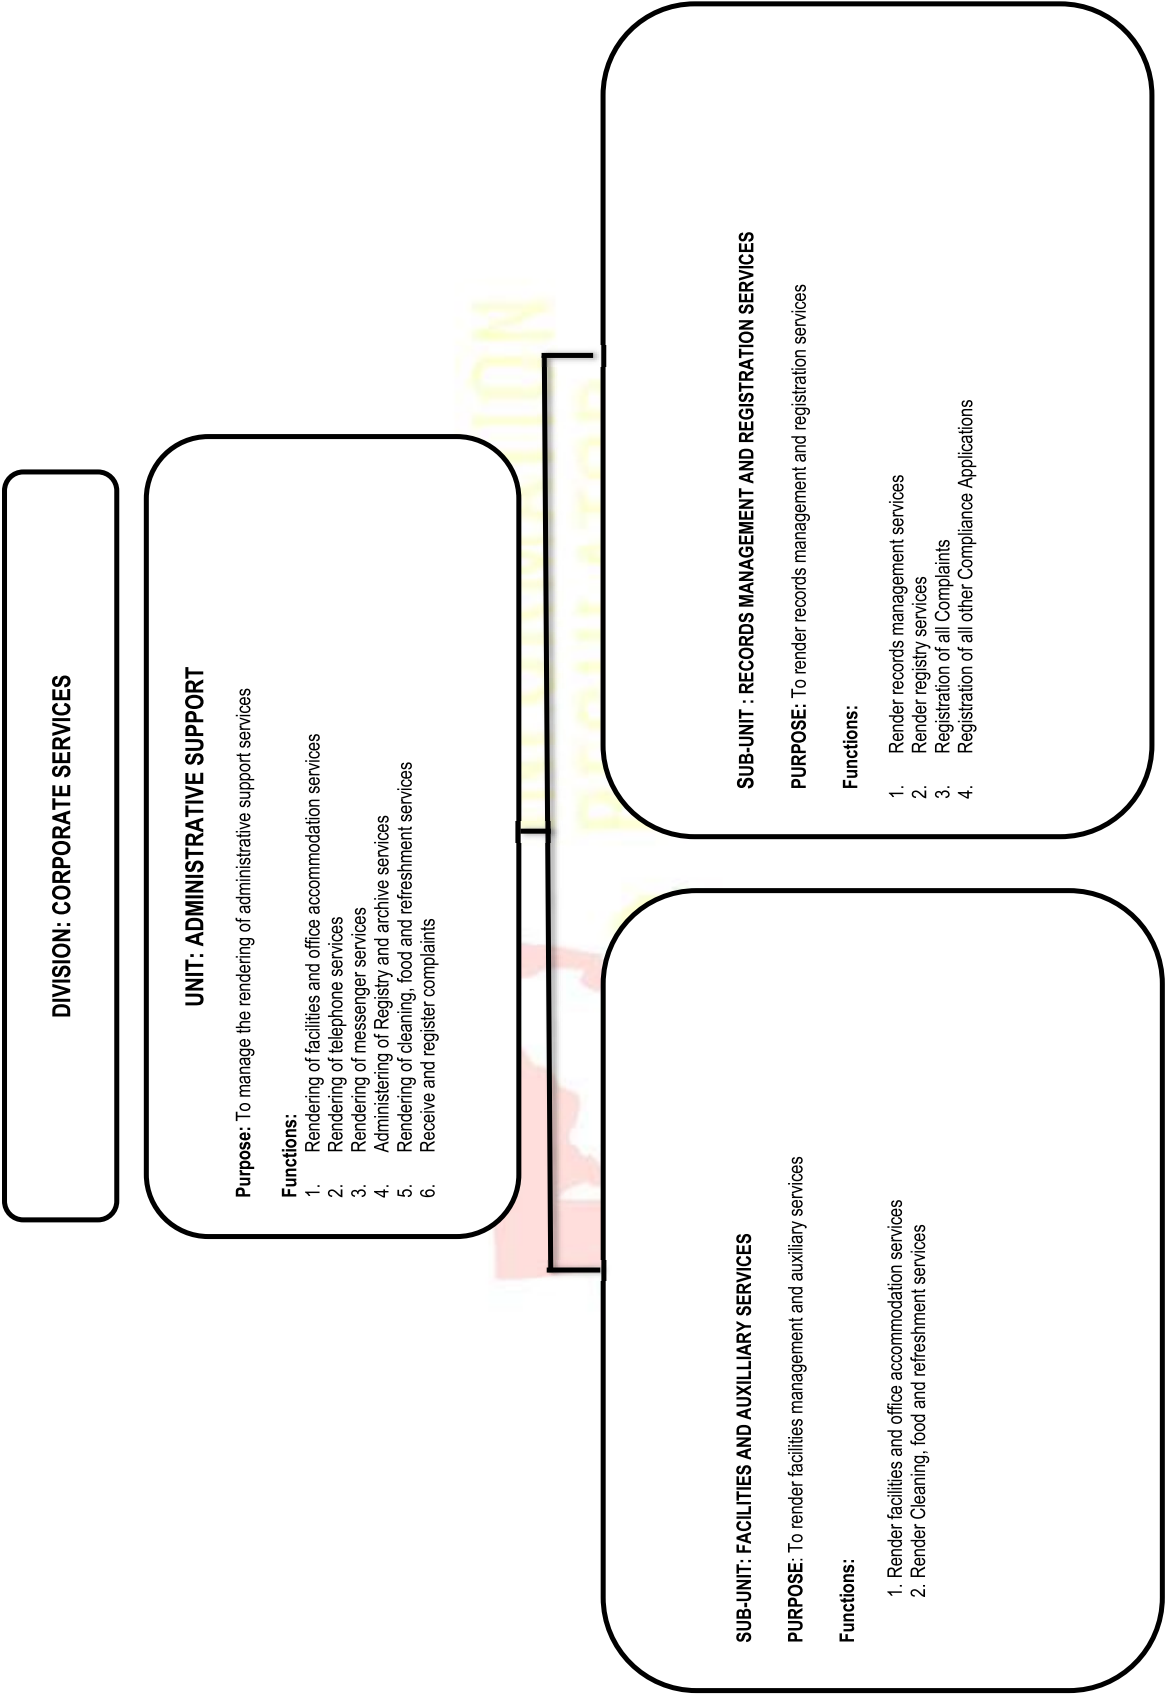 DIVISION: CORPORATE SERVICES
UNIT: ADMINISTRATIVE SUPPORT
Purpose: To manage the rendering of administrative support services
Functions:
1. Rendering of facilities and office accommodation services
2. Rendering of telephone services
3. Rendering of messenger services
4. Administering of Registry and archive services
5. Rendering of cleaning, food and refreshment services
6. Receive and register complaints
SUB-UNIT: FACILITIES AND AUXILLIARY SERVICES
PURPOSE: To render facilities management and auxiliary services
Functions:
1. Render facilities and office accommodation services
2. Render Cleaning, food and refreshment services
SUB-UNIT : RECORDS MANAGEMENT AND REGISTRATION SERVICES
PURPOSE: To render records management and registration services
Functions:
1. Render records management services
2. Render registry services
3. Registration of all Complaints
4. Registration of all other Compliance Applications